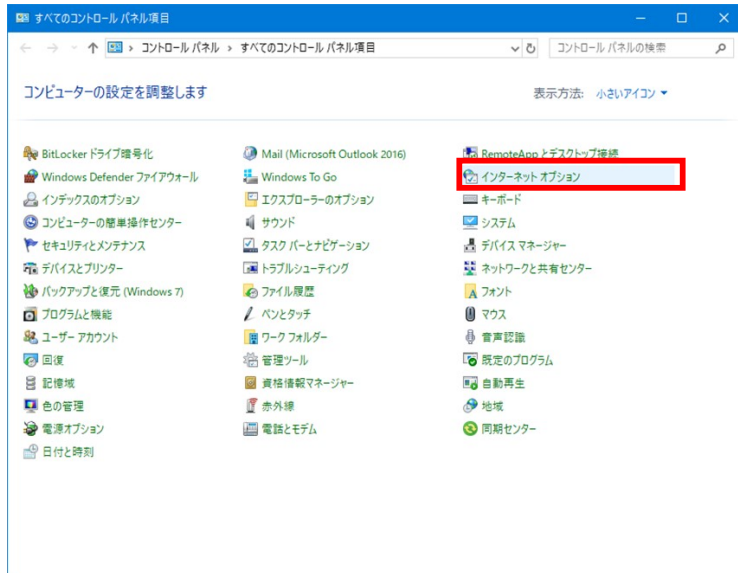 すべてのコントロール パネル項目
コントロール パネル › すべてのコントロール パネル項目
コントロール パネルの検索
コンピューターの設定を調整します
表示方法: 小さいアイコン
BitLocker ドライブ暗号化
Mail (Microsoft Outlook 2016)
RemoteApp とデスクトップ接続
Windows Defender ファイアウォール
Windows To Go
インターネット オプション
インデックスのオプション
エクスプローラーのオプション
キーボード
コンピューターの簡単操作センター
サウンド
システム
セキュリティとメンテナンス
タスク バーとナビゲーション
デバイス マネージャー
デバイスとプリンター
トラブルシューティング
ネットワークと共有センター
バックアップと復元 (Windows 7)
ファイル履歴
フォント
プログラムと機能
ペンとタッチ
マウス
ユーザー アカウント
ワーク フォルダー
音声認識
回復
管理ツール
既定のプログラム
記憶域
資格情報マネージャー
自動再生
色の管理
赤外線
地域
電源オプション
電話とモデム
同期センター
日付と時刻